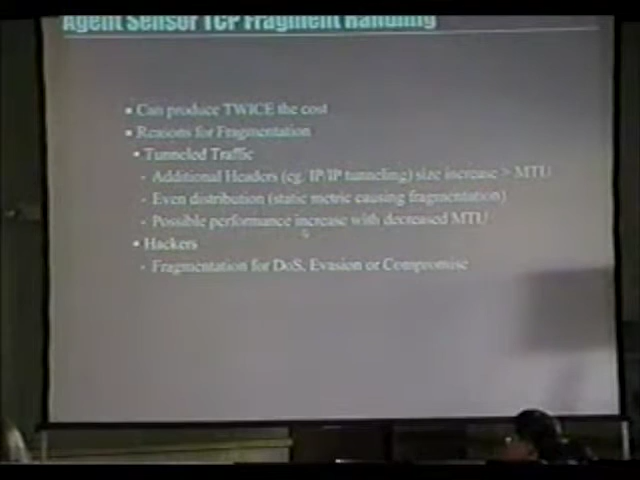 Agent Sensor TCP Fragment Handling
▪ Can produce TWICE the cost
▪ Reasons for Fragmentation
▪ Tunneled Traffic
- Additional Headers (eg. IP/IP tunneling) size increase > MTU
- Even distribution (static metric causing fragmentation)
- Possible performance increase with decreased MTU
▪ Hackers
- Fragmentation for DoS, Evasion or Compromise